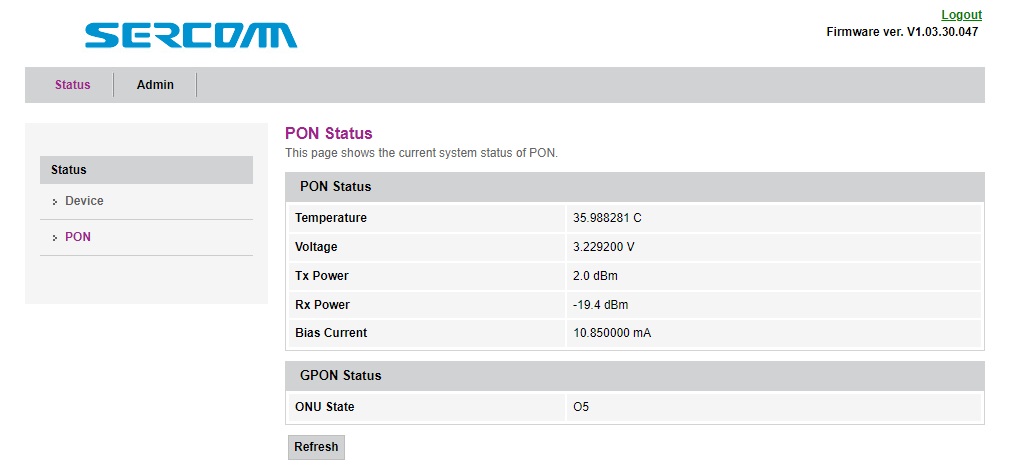 Logout
SERCOMM
Firmware ver. V1.03.30.047
Status Admin
PON Status
This page shows the current system status of PON.
Status
Device
PON
PON Status
Temperature 35.988281 C
Voltage 3.229200 V
Tx Power 2.0 dBm
Rx Power -19.4 dBm
Bias Current 10.850000 mA
GPON Status
ONU State O5
Refresh